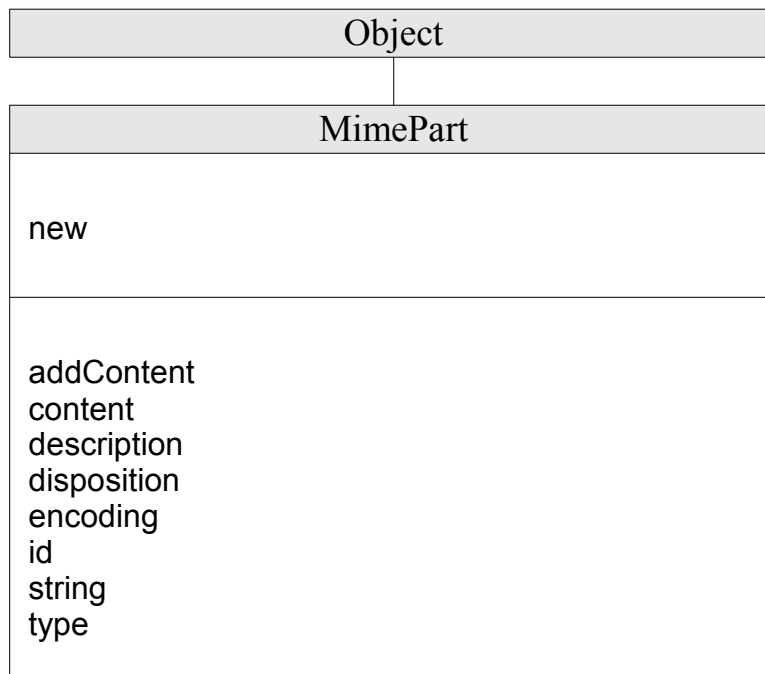 Object
MimePart
new
addContent
content
description
disposition
encoding
id
string
type